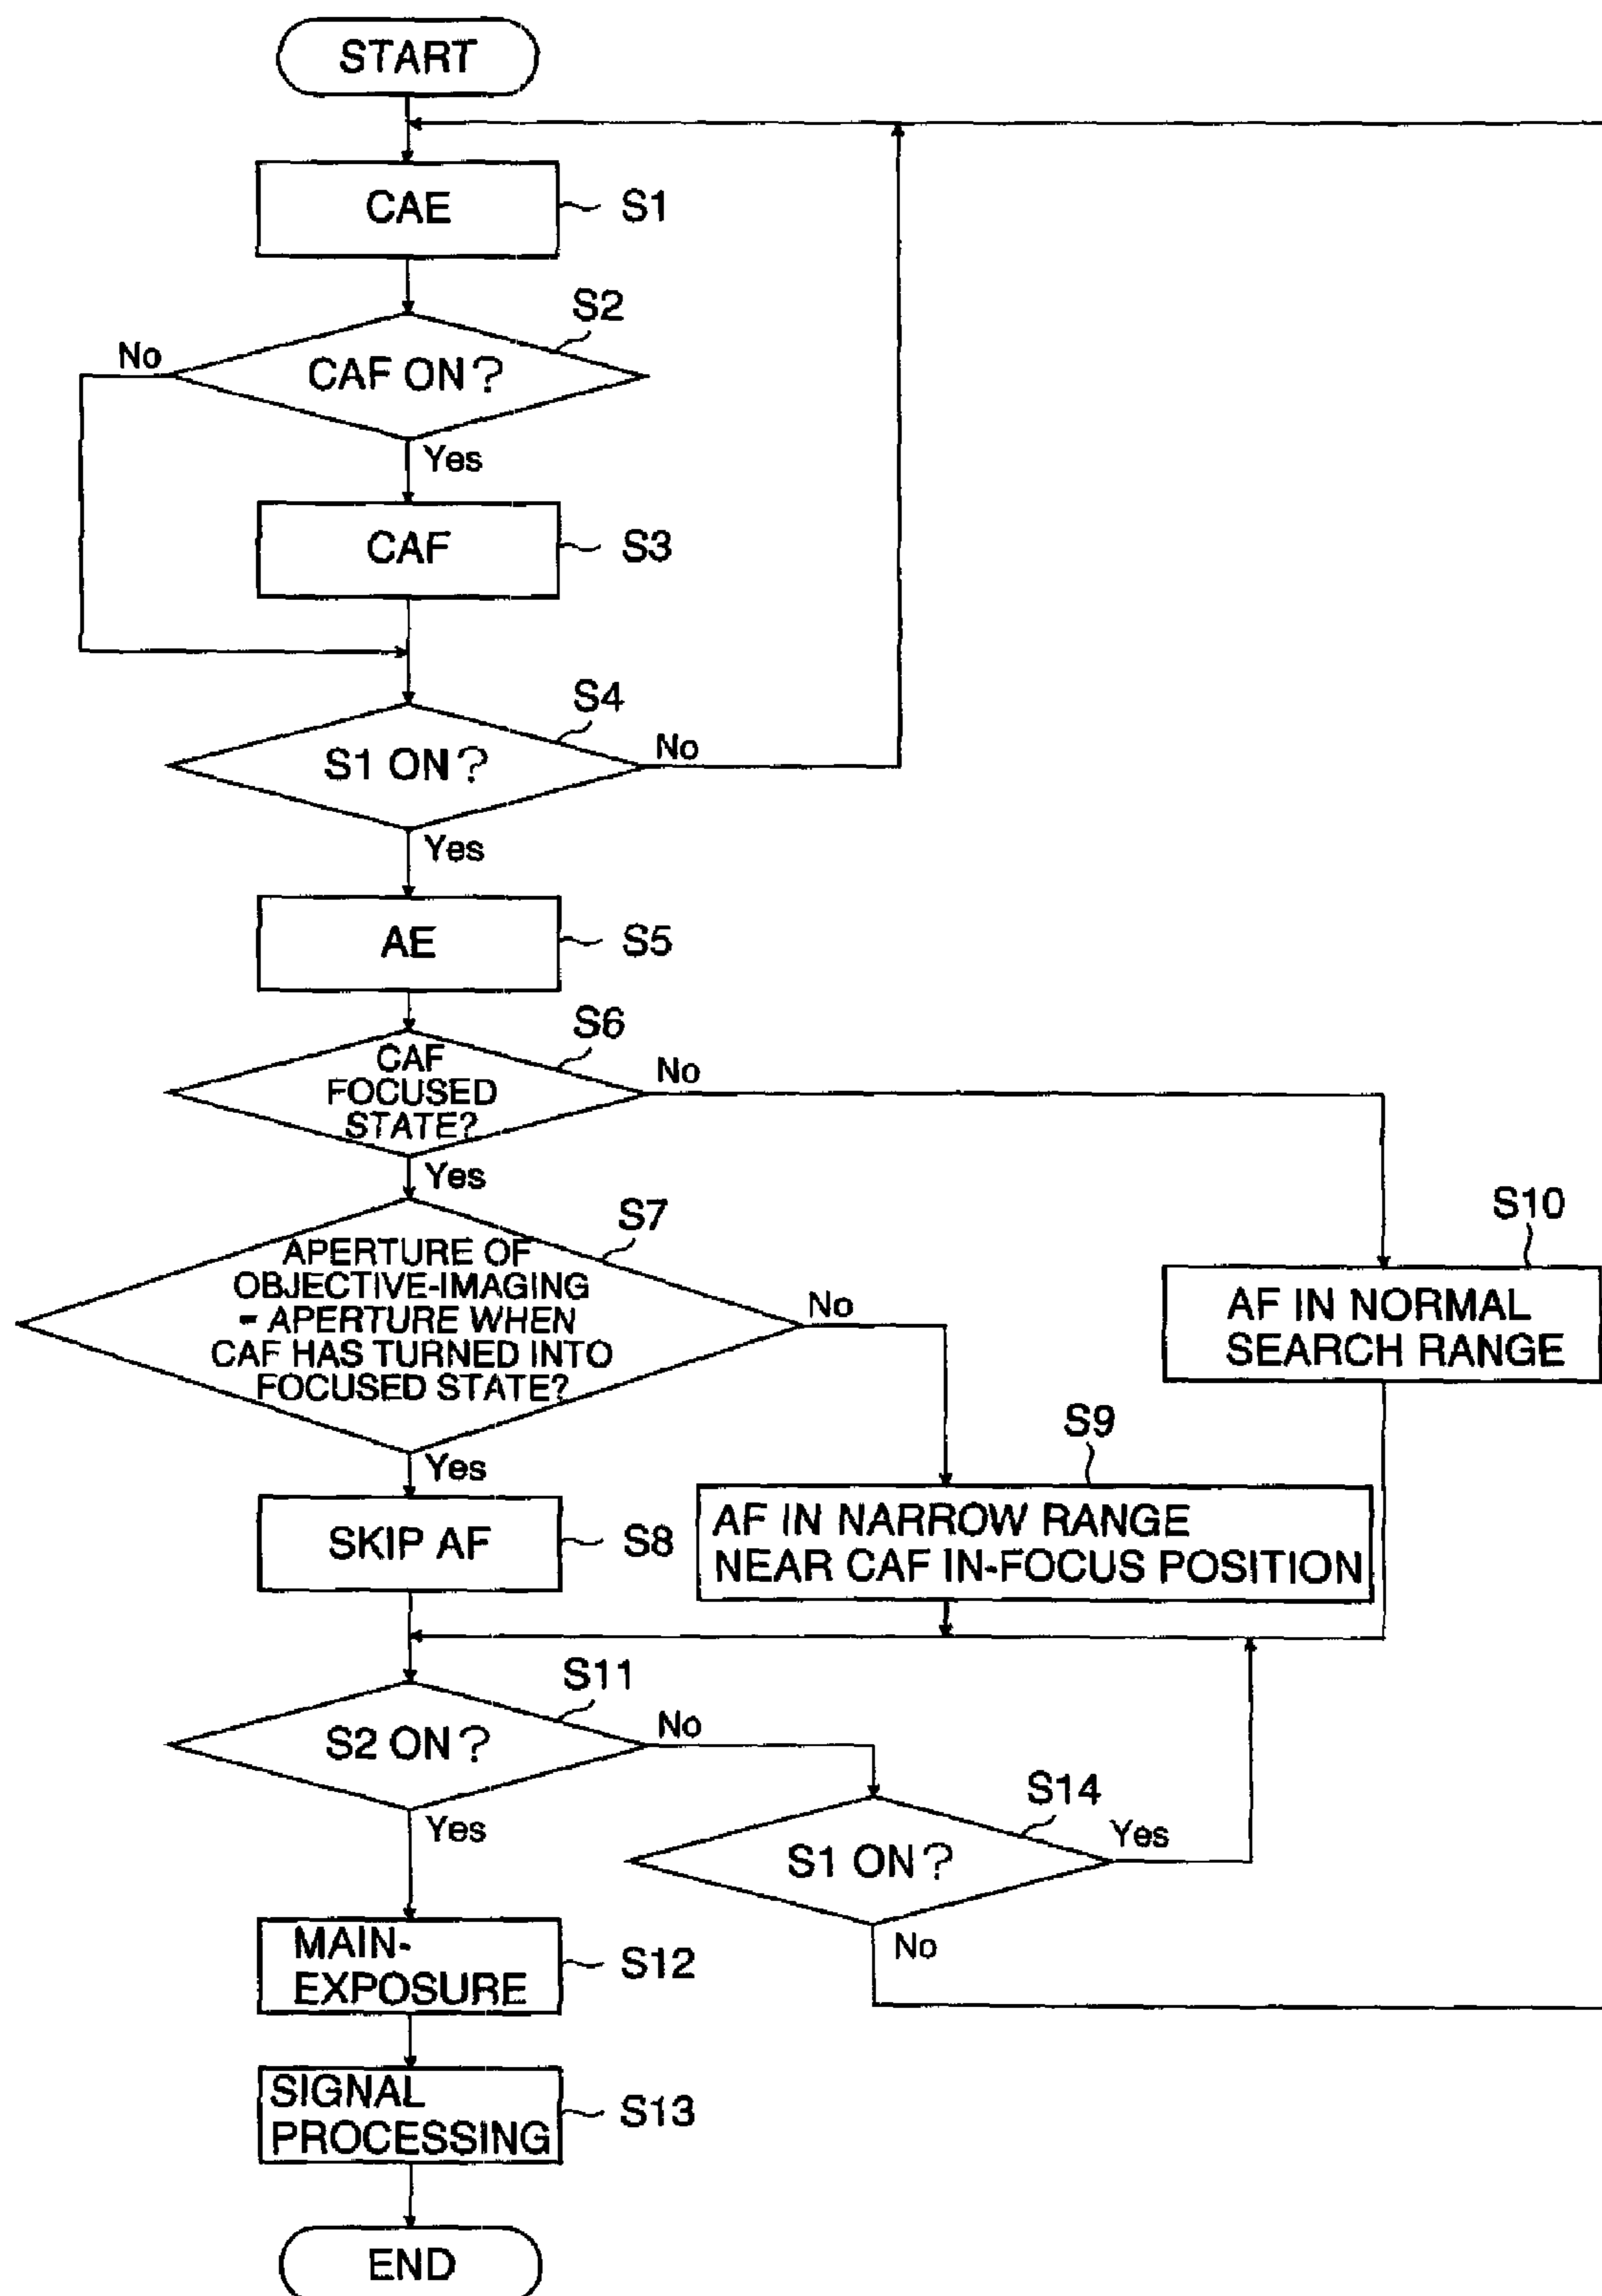 START
CAE
S1
S2
No
CAF ON?
Yes
CAF
S3
S4
S1 ON?
No
Yes
AE
S5
S6
CAF
FOCUSED
STATE?
No
Yes
S7
APERTURE OF
OBJECTIVE-IMAGING
= APERTURE WHEN
CAF HAS TURNED INTO
FOCUSED STATE?
No
S10
AF IN NORMAL
SEARCH RANGE
Yes
S9
AF IN NARROW RANGE
NEAR CAF IN-FOCUS POSITION
SKIP AF
S8
S11
S2 ON?
No
Yes
S14
S1 ON?
Yes
No
MAIN-
EXPOSURE
S12
SIGNAL
PROCESSING
S13
END